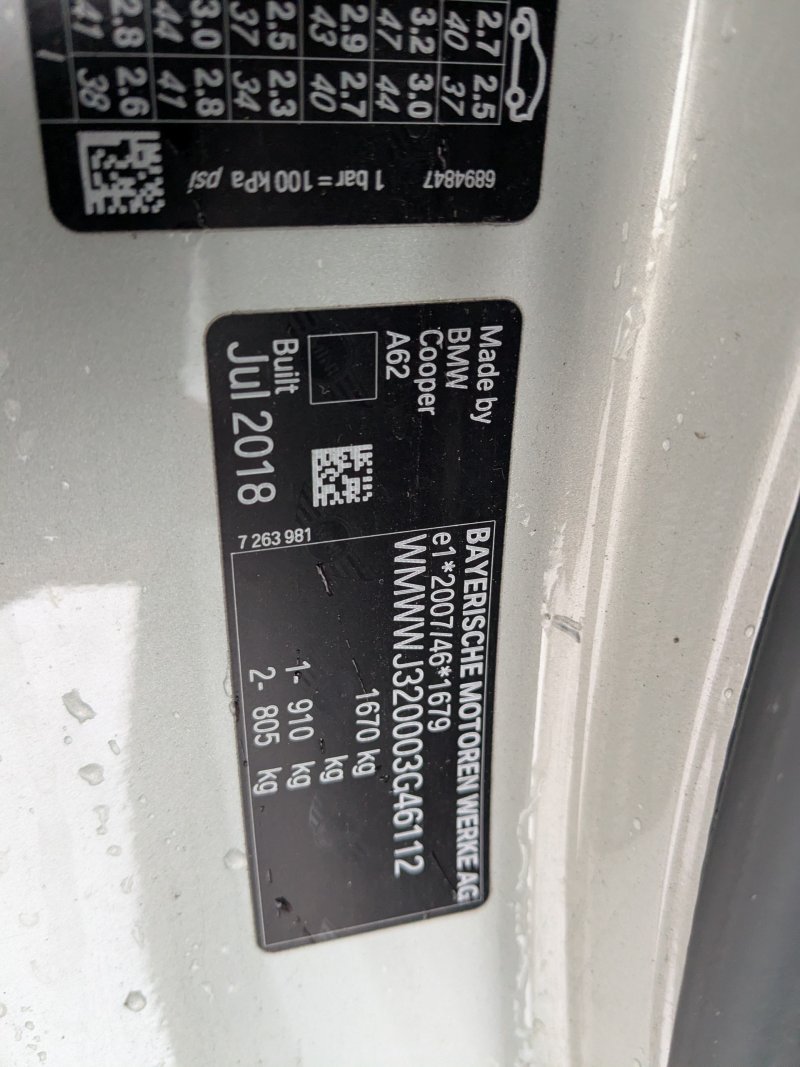 2.7 2.5
40 37
3.2 3.0
47 44
2.9 2.7
43 40
2.5 2.3
37 34
3.0 2.8
44 41
2.8 2.6
41 38
6894847
1 bar = 100 kPa psi
Made by
BMW
Cooper
A62
Built
Jul 2018
7 263 981
BAYERISCHE MOTOREN WERKE AG
e1*2007/46*1679
WMWWJ320003G46112
1670 kg
kg
1- 910 kg
2- 805 kg